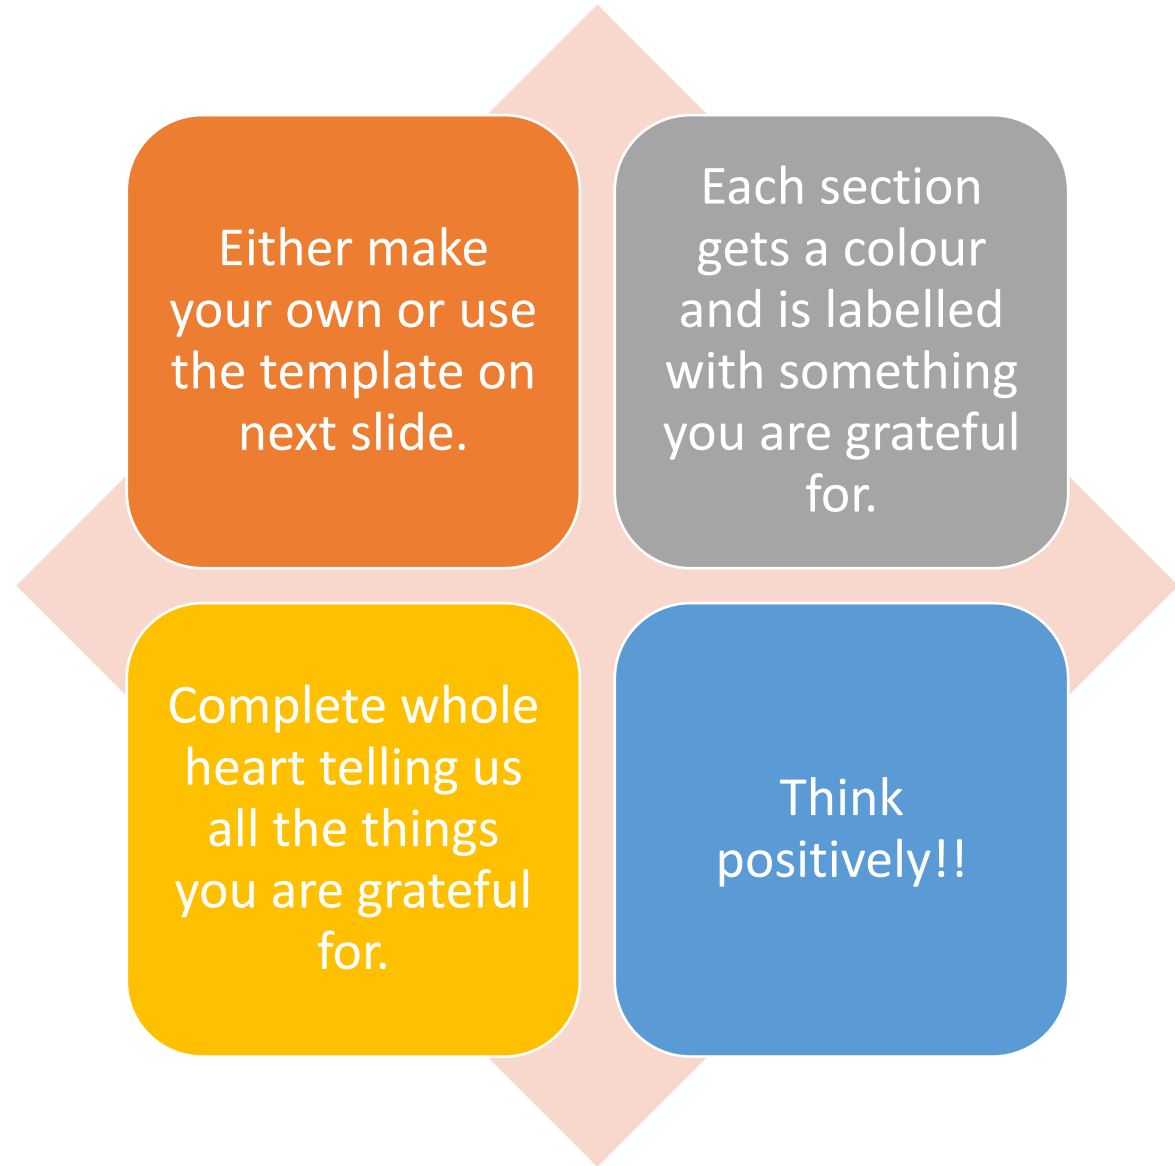 Either make
your own or use
the template on
next slide.
Each section
gets a colour
and is labelled
with something
you are grateful
for.
Complete whole
heart telling us
all the things
you are grateful
for.
Think
positively!!